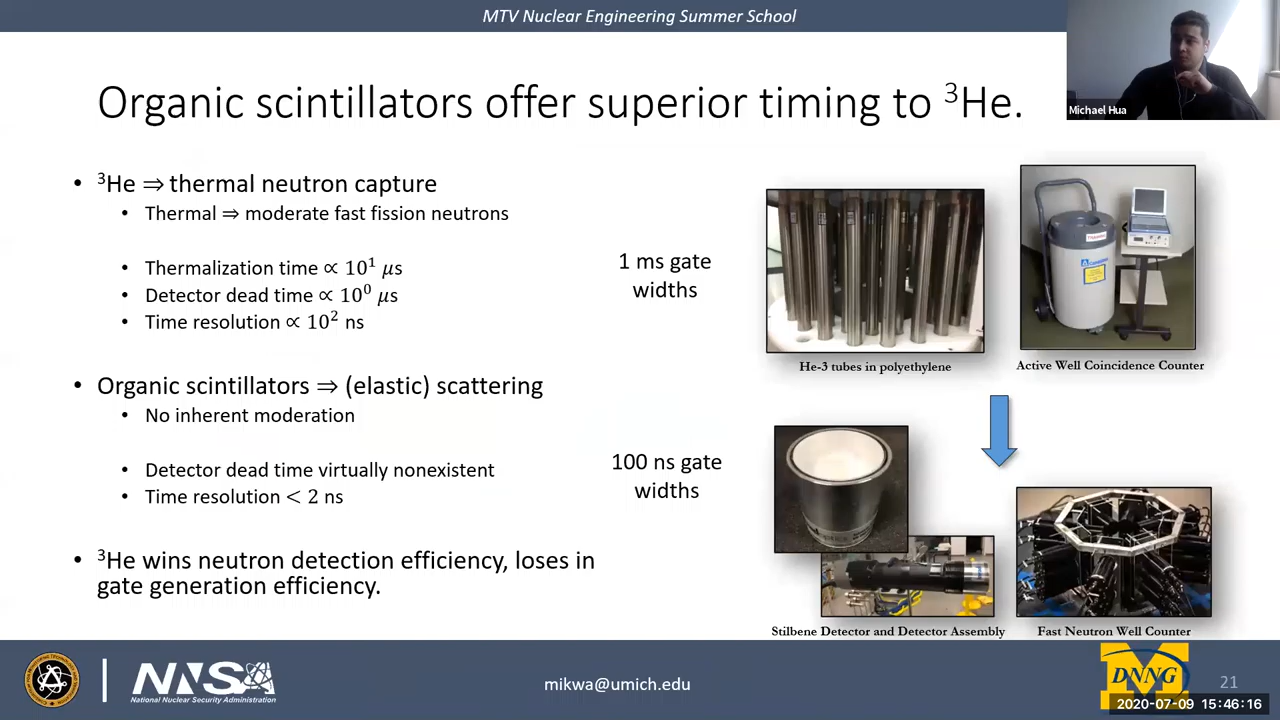 MTV Nuclear Engineering Summer School
Michael Hua
Organic scintillators offer superior timing to ³He.
• ³He ⇒ thermal neutron capture
• Thermal ⇒ moderate fast fission neutrons
• Thermalization time ∝ 10¹ μs
• Detector dead time ∝ 10⁰ μs
• Time resolution ∝ 10² ns
1 ms gate
widths
He-3 tubes in polyethylene
Active Well Coincidence Counter
• Organic scintillators ⇒ (elastic) scattering
• No inherent moderation
• Detector dead time virtually nonexistent
• Time resolution < 2 ns
100 ns gate
widths
• ³He wins neutron detection efficiency, loses in
gate generation efficiency.
Stilbene Detector and Detector Assembly
Fast Neutron Well Counter
NNSA
National Nuclear Security Administration
mikwa@umich.edu
DNNG
21
2020-07-09 15:46:16